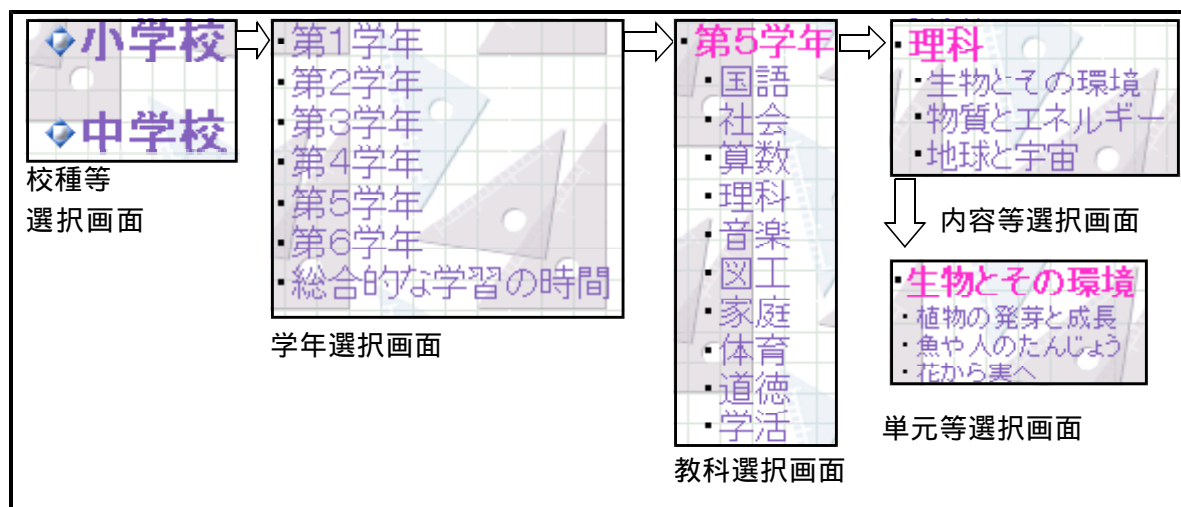 小学校
中学校
校種等
選択画面
第1学年
第2学年
第3学年
第4学年
第5学年
第6学年
総合的な学習の時間
学年選択画面
第5学年
国語
社会
算数
理科
音楽
図工
家庭
体育
道徳
学活
教科選択画面
理科
生物とその環境
物質とエネルギー
地球と宇宙
内容等選択画面
生物とその環境
植物の発芽と成長
魚や人のたんじょう
花から実へ
単元等選択画面